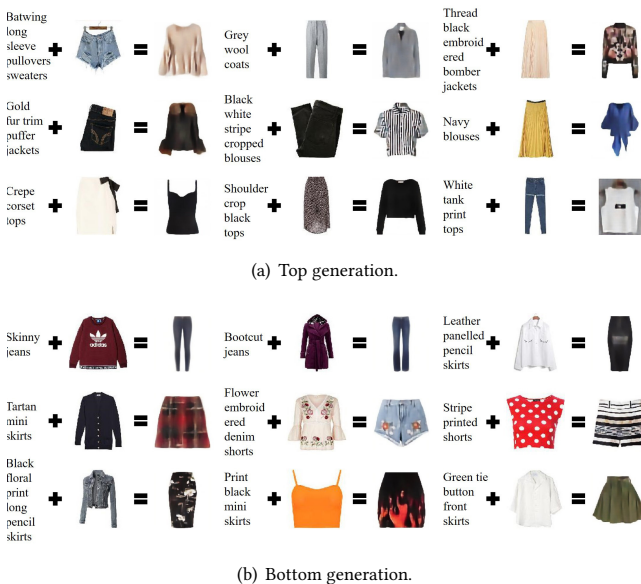 Batwing
long
sleeve
pullovers
sweaters
Grey
wool
coats
Thread
black
embroid
ered
bomber
jackets
Gold
fur trim
puffer
jackets
Black
white
stripe
cropped
blouses
Navy
blouses
Crepe
corset
tops
Shoulder
crop
black
tops
White
tank
print
tops
(a) Top generation.
Skinny
jeans
adidas
Bootcut
jeans
Leather
panelled
pencil
skirts
Tartan
mini
skirts
Flower
embroid
ered
denim
shorts
Stripe
printed
shorts
Black
floral
print
long
pencil
skirts
Print
black
mini
skirts
Green tie
button
front
skirts
(b) Bottom generation.